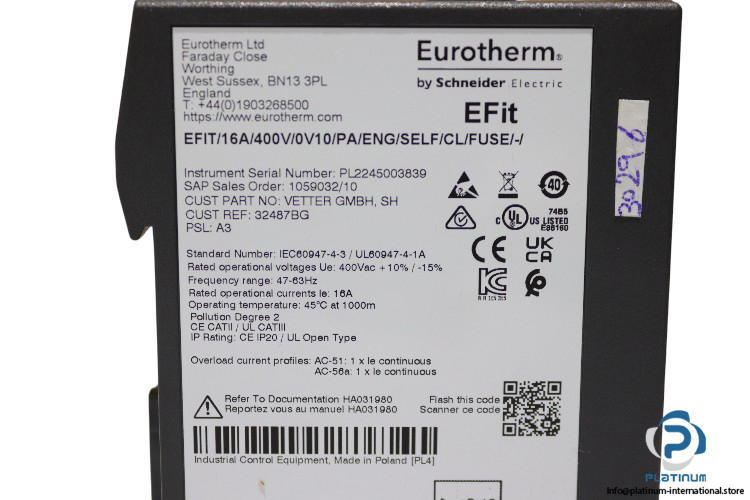 Eurotherm Ltd
Faraday Close
Worthing
West Sussex, BN13 3PL
England
T: +44(0)1903268500
https://www.eurotherm.com
Eurotherm®
by Schneider Electric
EFit
EFIT/16A/400V/0V10/PA/ENG/SELF/CL/FUSE/-/
Instrument Serial Number: PL2245003839
SAP Sales Order: 1059032/10
CUST PART NO: VETTER GMBH, SH
CUST REF: 32487BG
PSL: A3
40
74B5
C UL US LISTED
E86160
CE
UK
CA
Standard Number: IEC60947-4-3 / UL60947-4-1A
Rated operational voltages Ue: 400Vac +10% / -15%
Frequency range: 47-63Hz
Rated operational currents Ie: 16A
Operating temperature: 45°C at 1000m
Pollution Degree 2
CE CATII / UL CATIII
IP Rating: CE IP20 / UL Open Type
Overload current profiles: AC-51: 1 x Ie continuous
AC-56a: 1 x Ie continuous
Refer To Documentation HA031980
Reportez vous au manuel HA031980
Flash this code
Scanner ce code
Industrial Control Equipment, Made in Poland [PL4]
30296
PLATINUM
info@platinum-international.store